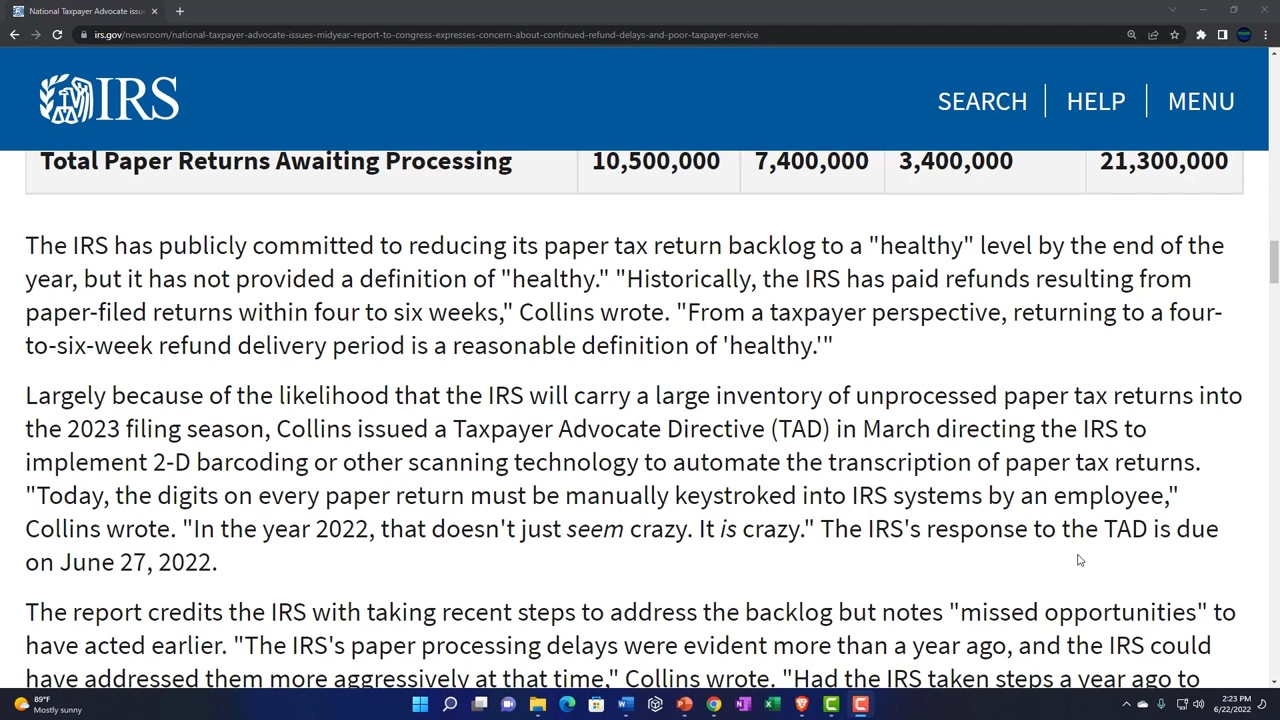 National Taxpayer Advocate issu
irs.gov/newsroom/national-taxpayer-advocate-issues-midyear-report-to-congress-expresses-concern-about-continued-refund-delays-and-poor-taxpayer-service
IRS
SEARCH HELP MENU
Total Paper Returns Awaiting Processing 10,500,000 7,400,000 3,400,000 21,300,000
The IRS has publicly committed to reducing its paper tax return backlog to a "healthy" level by the end of the
year, but it has not provided a definition of "healthy." "Historically, the IRS has paid refunds resulting from
paper-filed returns within four to six weeks," Collins wrote. "From a taxpayer perspective, returning to a four-
to-six-week refund delivery period is a reasonable definition of 'healthy.'"
Largely because of the likelihood that the IRS will carry a large inventory of unprocessed paper tax returns into
the 2023 filing season, Collins issued a Taxpayer Advocate Directive (TAD) in March directing the IRS to
implement 2-D barcoding or other scanning technology to automate the transcription of paper tax returns.
"Today, the digits on every paper return must be manually keystroked into IRS systems by an employee,"
Collins wrote. "In the year 2022, that doesn't just seem crazy. It is crazy." The IRS's response to the TAD is due
on June 27, 2022.
The report credits the IRS with taking recent steps to address the backlog but notes "missed opportunities" to
have acted earlier. "The IRS's paper processing delays were evident more than a year ago, and the IRS could
have addressed them more aggressively at that time," Collins wrote. "Had the IRS taken steps a year ago to
89°F
Mostly sunny
2:23 PM
6/22/2022